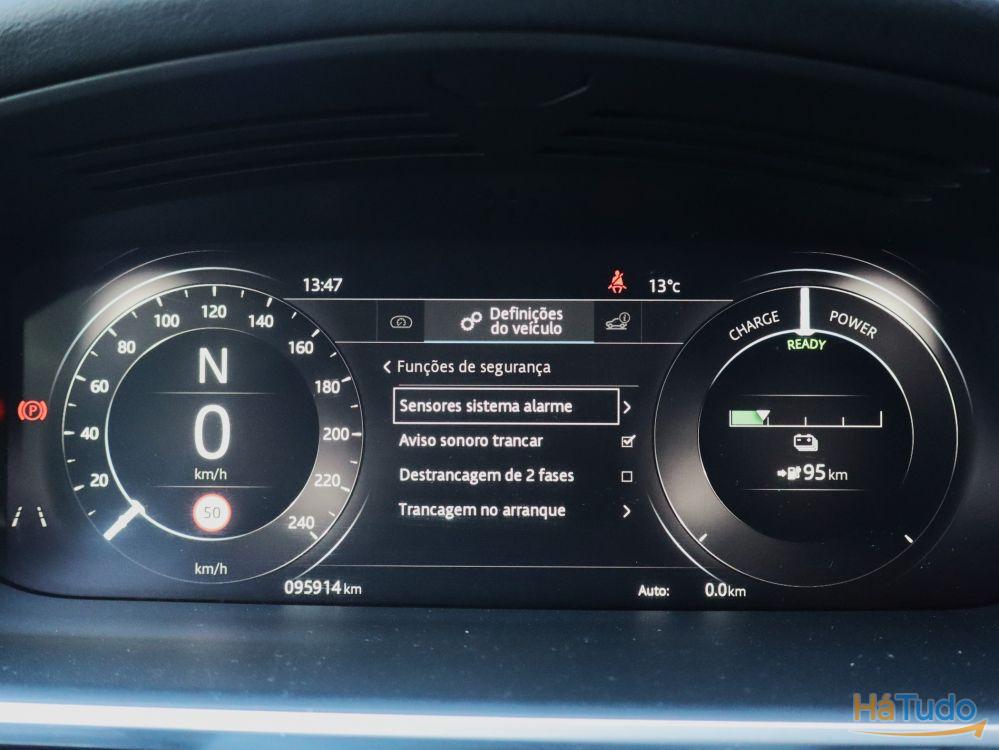 13:47
13°c
Definições
do veículo
Funções de segurança
Sensores sistema alarme
Aviso sonoro trancar
Destrancagem de 2 fases
Trancagem no arranque
20
40
60
80
100
120
140
160
180
200
220
240
N
0
km/h
50
km/h
P
095914 km
Auto: 0.0 km
CHARGE
POWER
READY
95 km
HáTudo